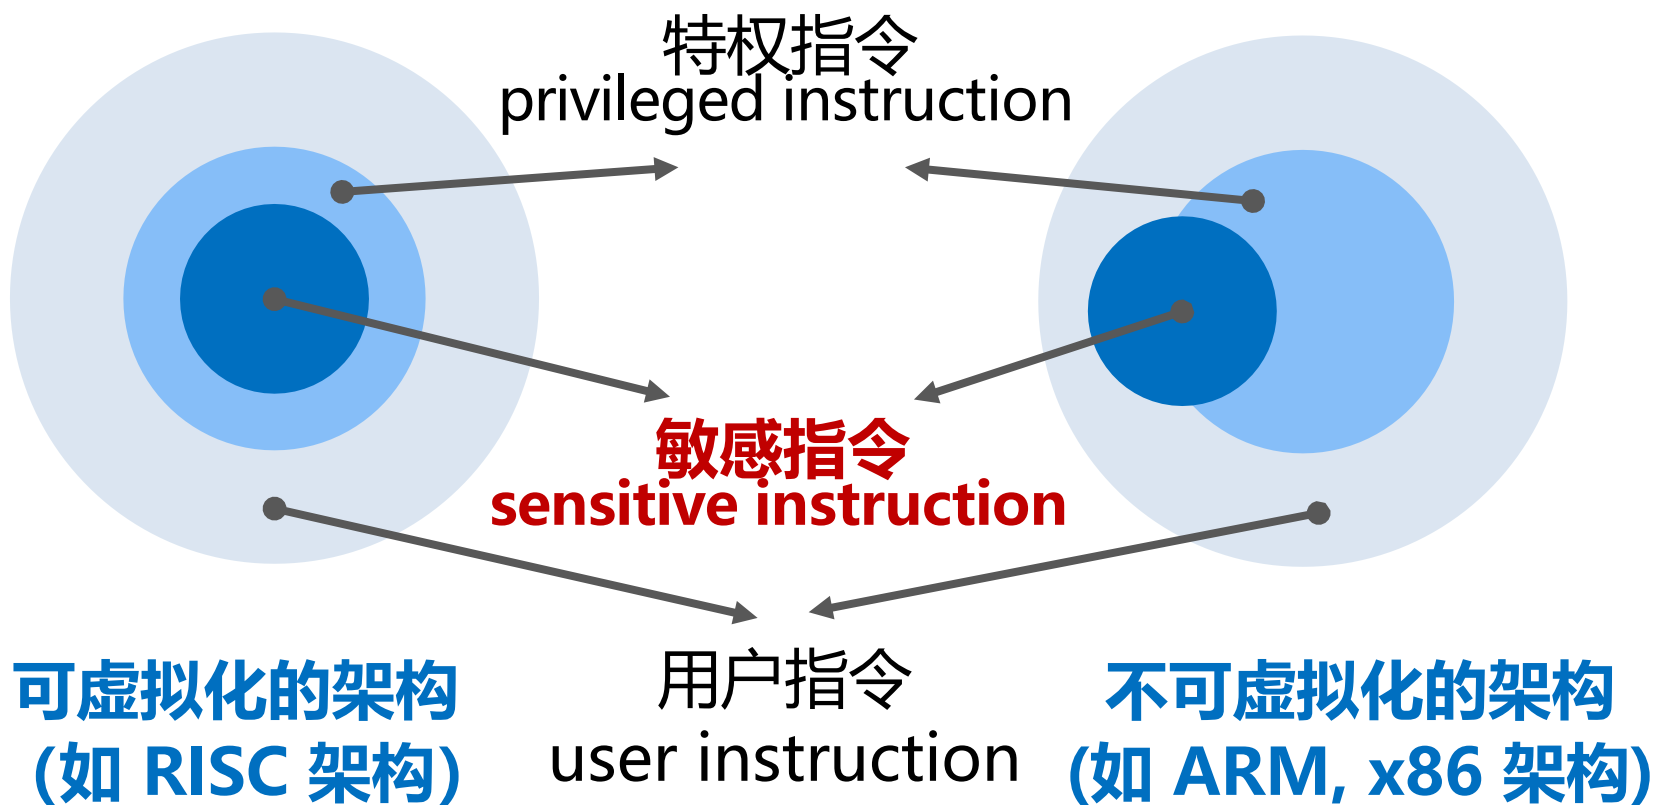 特权指令
privileged instruction
敏感指令
sensitive instruction
用户指令
user instruction
可虚拟化的架构
(如 RISC 架构)
不可虚拟化的架构
(如 ARM, x86 架构)